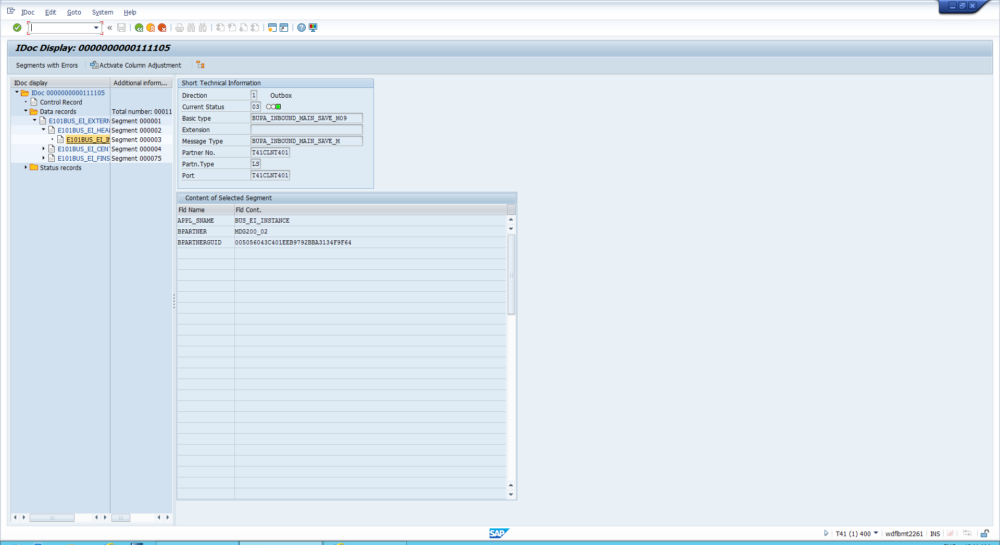 IDoc Edit Goto System Help
IDoc Display: 0000000000111105
Segments with Errors Activate Column Adjustment
IDoc display Additional inform...
IDoc 0000000000111105
Control Record
Data records Total number: 00011
E101BUS_EI_EXTERN Segment 000001
E101BUS_EI_HEA Segment 000002
E101BUS_EI_IN Segment 000003
E101BUS_EI_CENT Segment 000004
E101BUS_EI_FINS Segment 000075
Status records
Short Technical Information
Direction 1 Outbox
Current Status 03
Basic type BUPA_INBOUND_MAIN_SAVE_M09
Extension
Message Type BUPA_INBOUND_MAIN_SAVE_M
Partner No. T41CLNT401
Partn.Type LS
Port T41CLNT401
Content of Selected Segment
Fld Name Fld Cont.
APPL_SNAME BUS_EI_INSTANCE
BPARTNER MDG200_02
BPARTNERGUID 005056043C401EEB9792BBA3134F9F64
SAP
T41 (1) 400 wdflbmt2261 INS